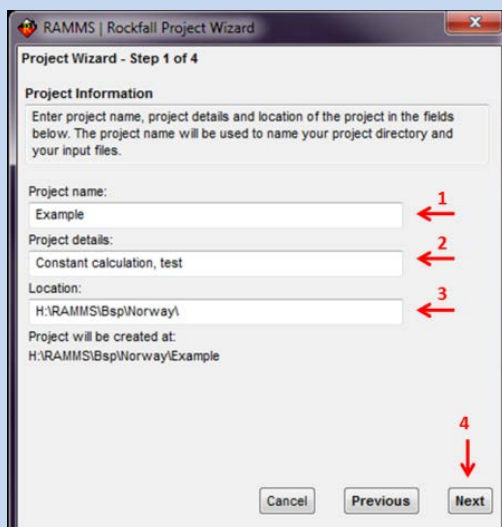 RAMMS | Rockfall Project Wizard
Project Wizard - Step 1 of 4
Project Information
Enter project name, project details and location of the project in the fields
below. The project name will be used to name your project directory and
your input files.
Project name:
1
Example
Project details:
2
Constant calculation, test
Location:
3
H:\RAMMS\Bsp\Norway\
Project will be created at:
H:\RAMMS\Bsp\Norway\Example
4
Cancel Previous Next